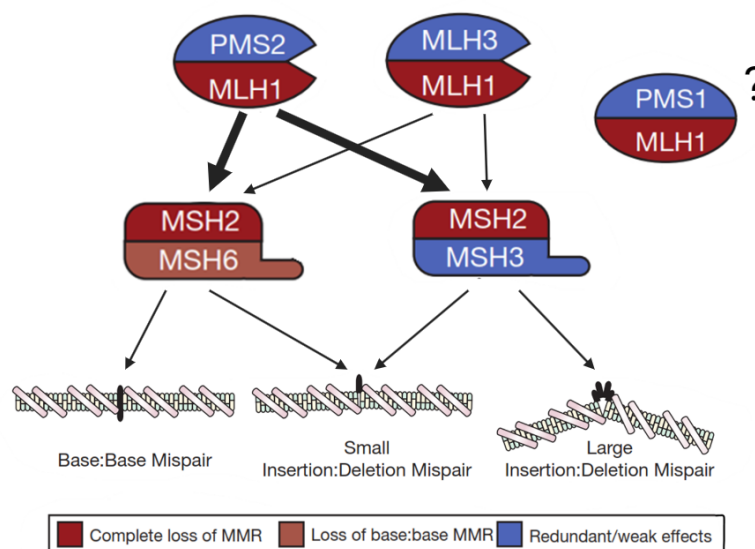 PMS2
MLH1
MLH3
MLH1
?
PMS1
MLH1
MSH2
MSH6
MSH2
MSH3
Base:Base Mispair
Small
Insertion:Deletion Mispair
Large
Insertion:Deletion Mispair
Complete loss of MMR
Loss of base:base MMR
Redundant/weak effects